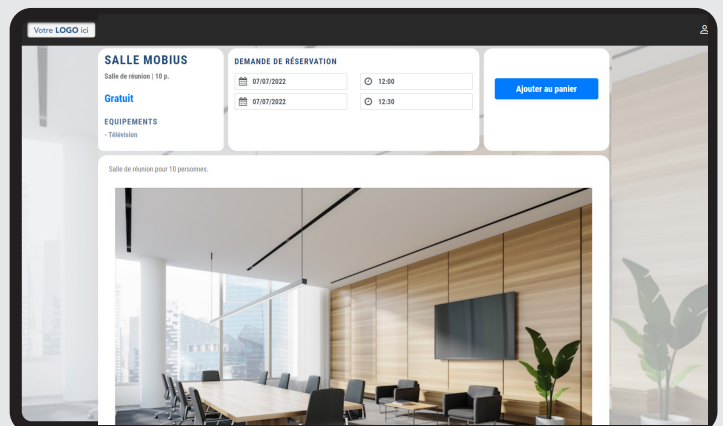 Votre LOGO ici
SALLE MOBIUS
Salle de réunion | 10 p.
Gratuit
EQUIPEMENTS
- Télévision
DEMANDE DE RÉSERVATION
07/07/2022
12:00
07/07/2022
12:30
Ajouter au panier
Salle de réunion pour 10 personnes.